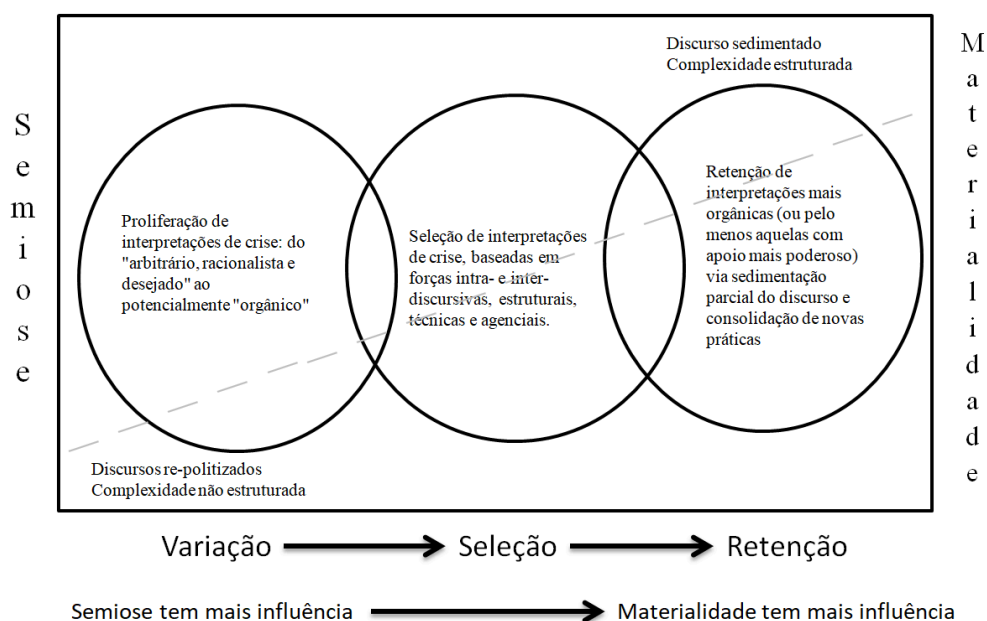 Semiose
Discurso sedimentado
Complexidade estruturada
Materialidade
Proliferação de
interpretações de crise: do
"arbitrário, racionalista e
desejado" ao
potencialmente "orgânico"
Seleção de interpretações
de crise, baseadas em
forças intra- e inter-
discursivas, estruturais,
técnicas e agenciais.
Retenção de
interpretações mais
orgânicas (ou pelo
menos aquelas com
apoio mais poderoso)
via sedimentação
parcial do discurso e
consolidação de novas
práticas
Discursos re-politizados
Complexidade não estruturada
Variação Seleção Retenção
Semiose tem mais influência Materialidade tem mais influência